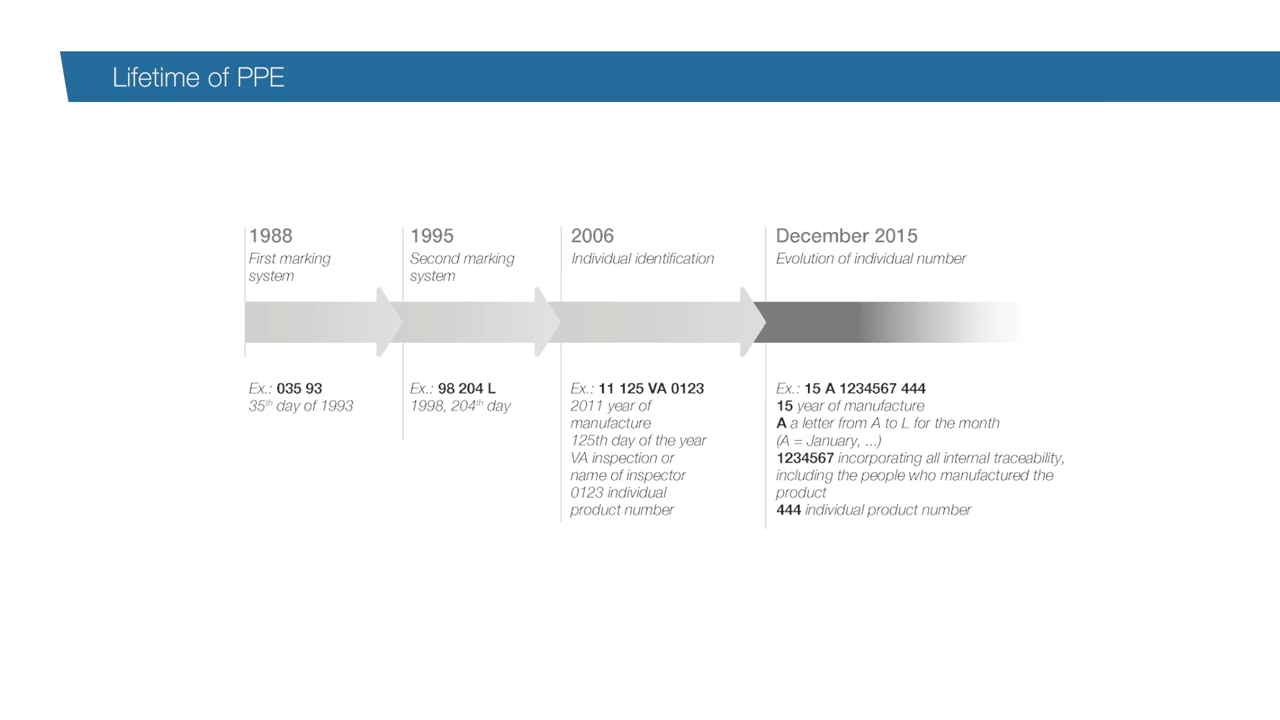 Lifetime of PPE
1988
First marking
system
Ex.: 035 93
35th day of 1993
1995
Second marking
system
Ex.: 98 204 L
1998, 204th day
2006
Individual identification
Ex.: 11 125 VA 0123
2011 year of
manufacture
125th day of the year
VA inspection or
name of inspector
0123 individual
product number
December 2015
Evolution of individual number
Ex.: 15 A 1234567 444
15 year of manufacture
A a letter from A to L for the month
(A = January, ...)
1234567 incorporating all internal traceability,
including the people who manufactured the
product
444 individual product number